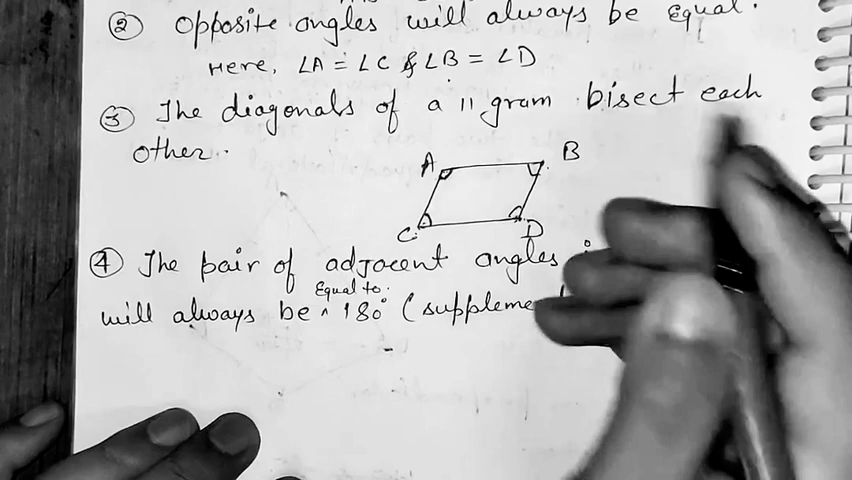 ② Opposite angles will always be Equal.
Here, ∠A = ∠C & ∠B = ∠D
③ The diagonals of a 11 gram bisect each
other.
A B
C D
④ The pair of adjacent angles
Equal to.
will always be ^ 180° (suppleme